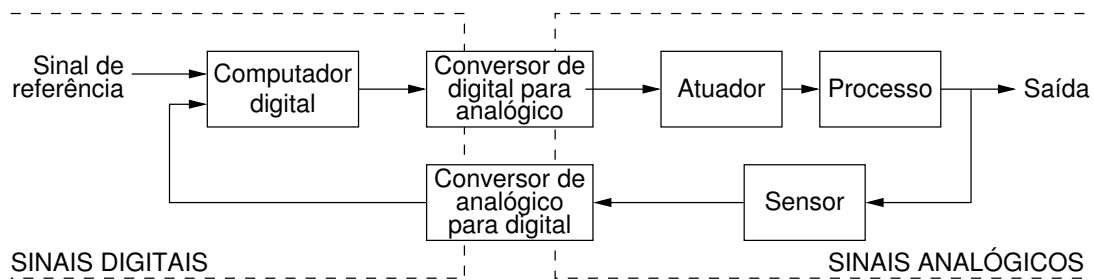 Sinal de
referência
Computador
digital
Conversor de
digital para
analógico
Atuador
Processo
Saída
Conversor de
analógico
para digital
Sensor
SINAIS DIGITAIS
SINAIS ANALÓGICOS